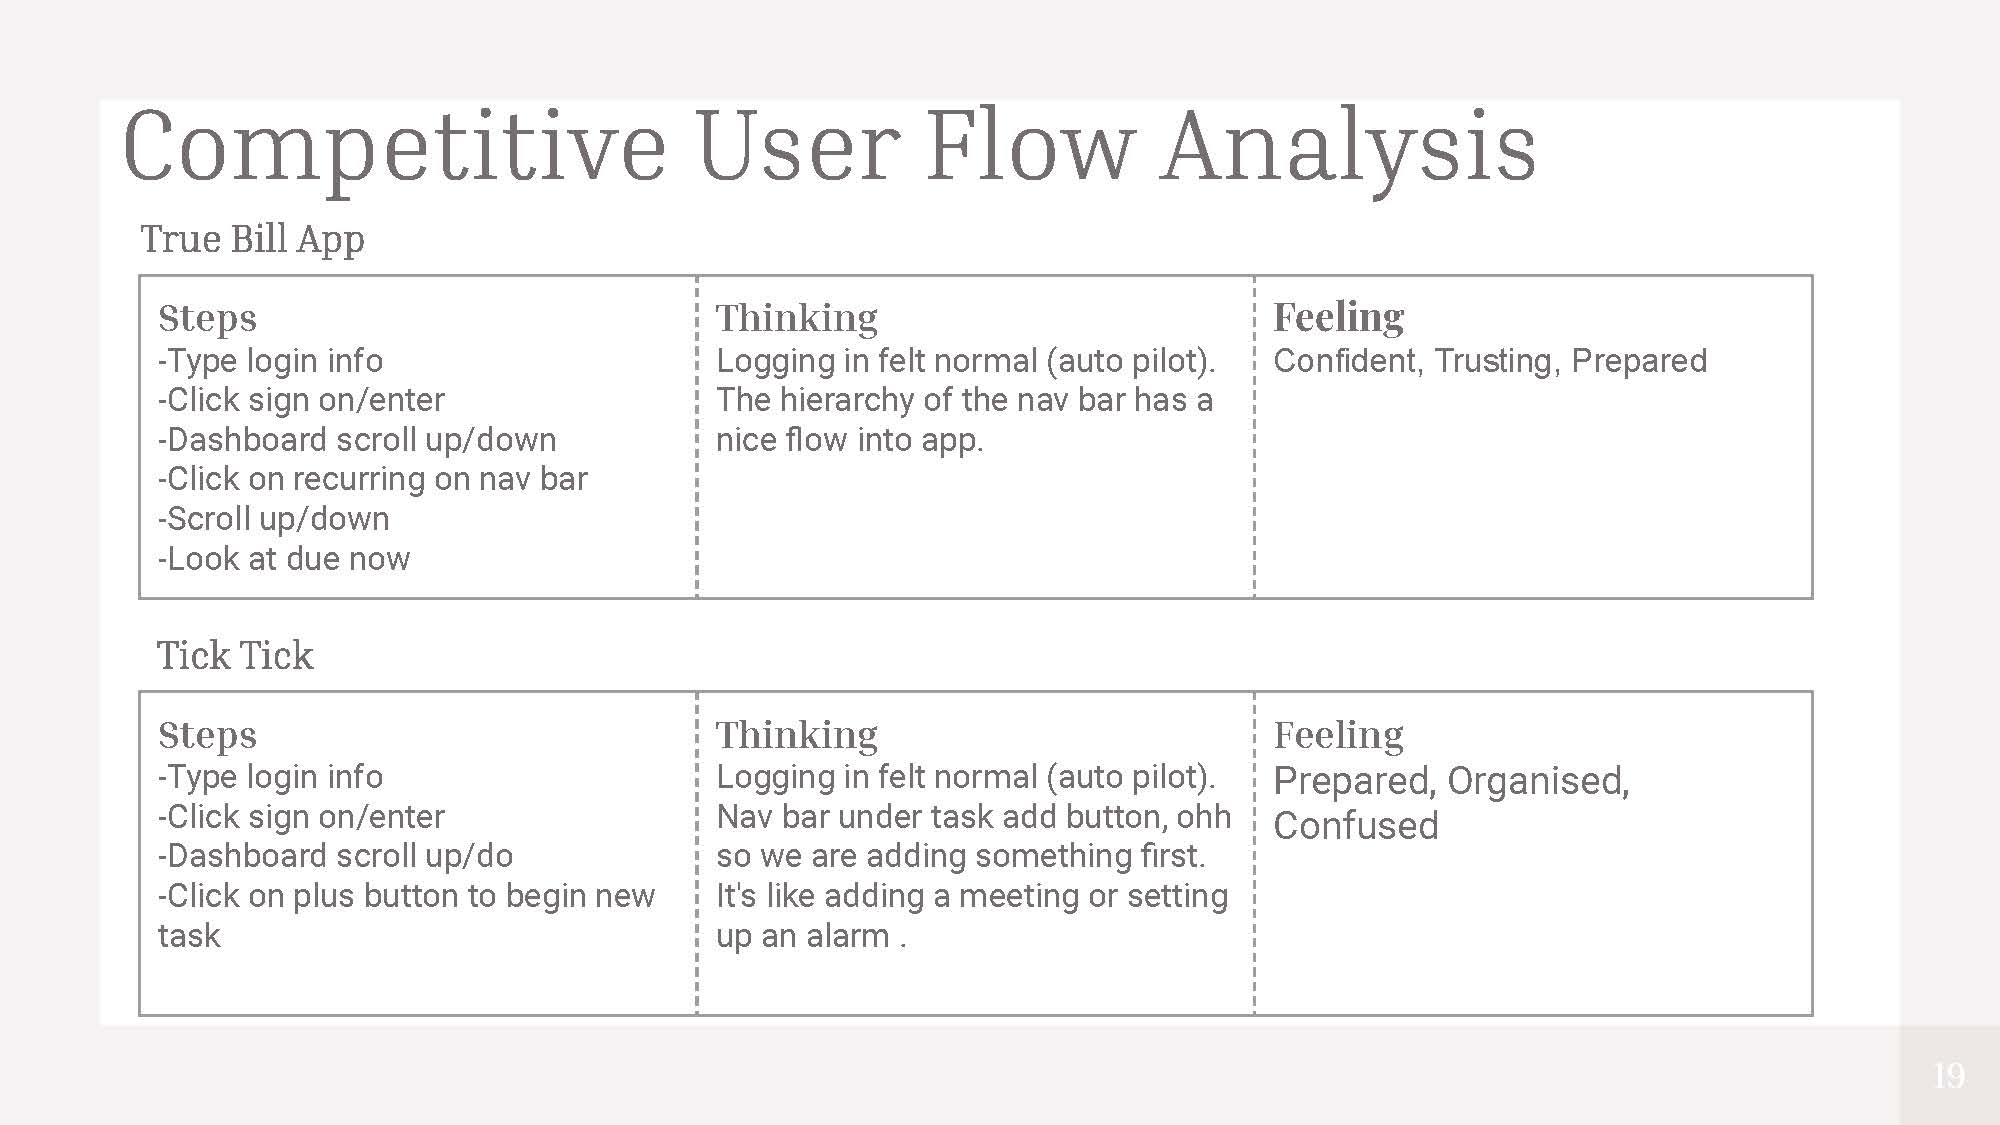 Competitive User Flow Analysis
True Bill App
Steps
-Type login info
-Click sign on/enter
-Dashboard scroll up/down
-Click on recurring on nav bar
-Scroll up/down
-Look at due now
Thinking
Logging in felt normal (auto pilot).
The hierarchy of the nav bar has a
nice flow into app.
Feeling
Confident, Trusting, Prepared
Tick Tick
Steps
-Type login info
-Click sign on/enter
-Dashboard scroll up/do
-Click on plus button to begin new
task
Thinking
Logging in felt normal (auto pilot).
Nav bar under task add button, ohh
so we are adding something first.
It's like adding a meeting or setting
up an alarm .
Feeling
Prepared, Organised,
Confused
19